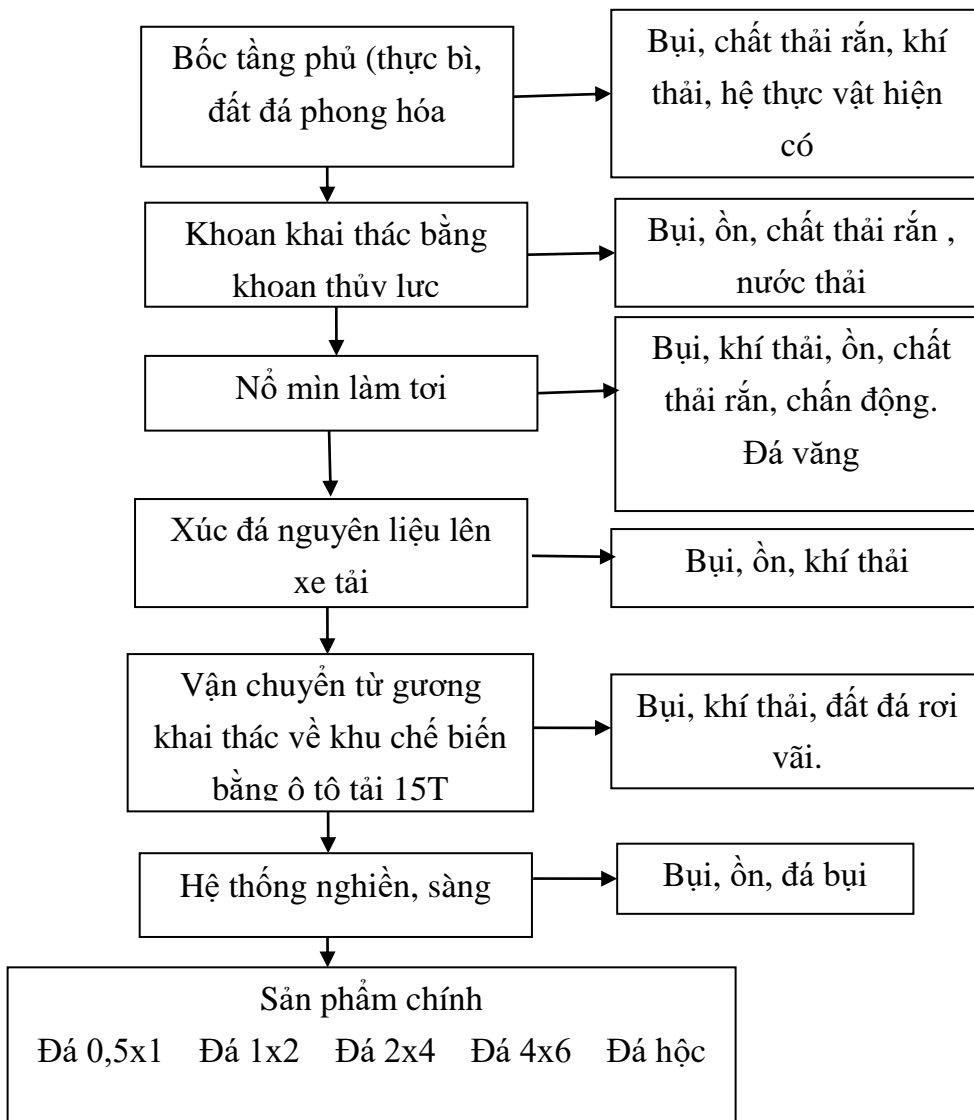 Bốc tầng phủ (thực bì,
đất đá phong hóa
Bụi, chất thải rắn, khí
thải, hệ thực vật hiện
có
Khoan khai thác bằng
khoan thủy lực
Bụi, ồn, chất thải rắn ,
nước thải
Nổ mìn làm tơi
Bụi, khí thải, ồn, chất
thải rắn, chấn động.
Đá văng
Xúc đá nguyên liệu lên
xe tải
Bụi, ồn, khí thải
Vận chuyển từ gương
khai thác về khu chế biến
bằng ô tô tải 15T
Bụi, khí thải, đất đá rơi
vãi.
Hệ thống nghiền, sàng
Bụi, ồn, đá bụi
Sản phẩm chính
Đá 0,5x1 Đá 1x2 Đá 2x4 Đá 4x6 Đá hộc